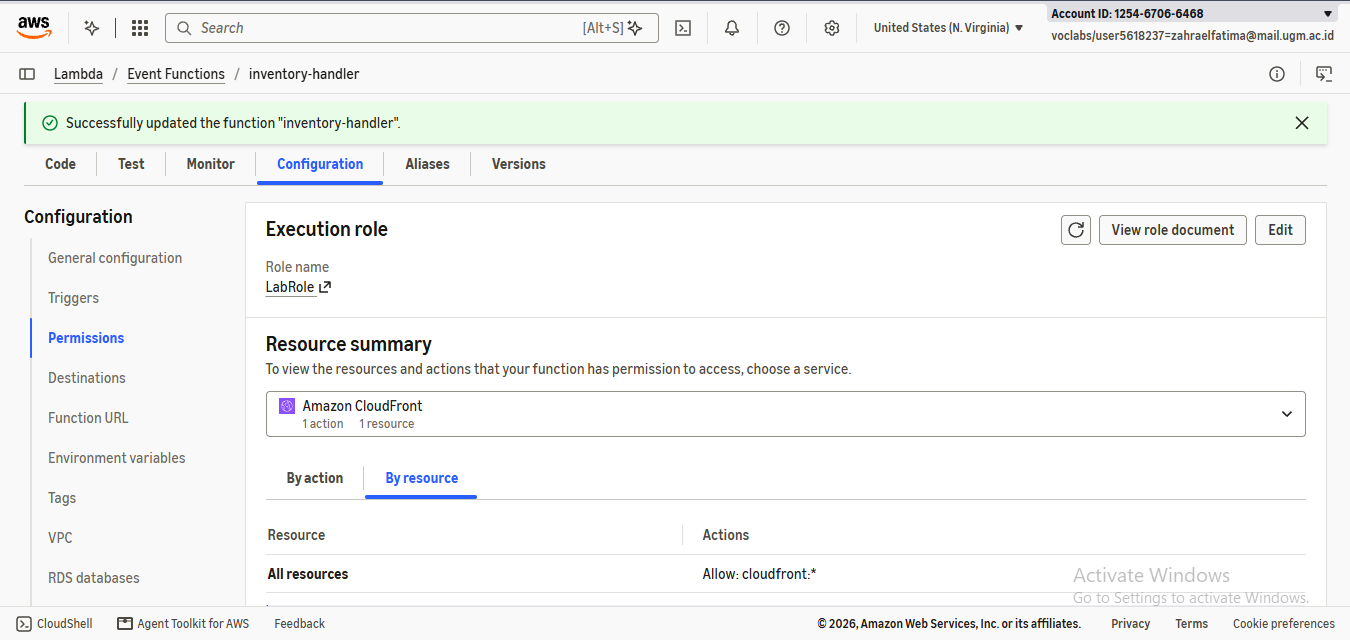 aws
Search
[Alt+S]
United States (N. Virginia)
Account ID: 1254-6706-6468
voclabs/user5618237=zahraelfatima@mail.ugm.ac.id
Lambda / Event Functions / inventory-handler
Successfully updated the function "inventory-handler".
Code
Test
Monitor
Configuration
Aliases
Versions
Configuration
General configuration
Triggers
Permissions
Destinations
Function URL
Environment variables
Tags
VPC
RDS databases
Execution role
View role document
Edit
Role name
LabRole
Resource summary
To view the resources and actions that your function has permission to access, choose a service.
Amazon CloudFront
1 action 1 resource
By action
By resource
Resource
Actions
All resources
Allow: cloudfront:*
Activate Windows
Go to Settings to activate Windows.
CloudShell
Agent Toolkit for AWS
Feedback
© 2026, Amazon Web Services, Inc. or its affiliates.
Privacy
Terms
Cookie preferences